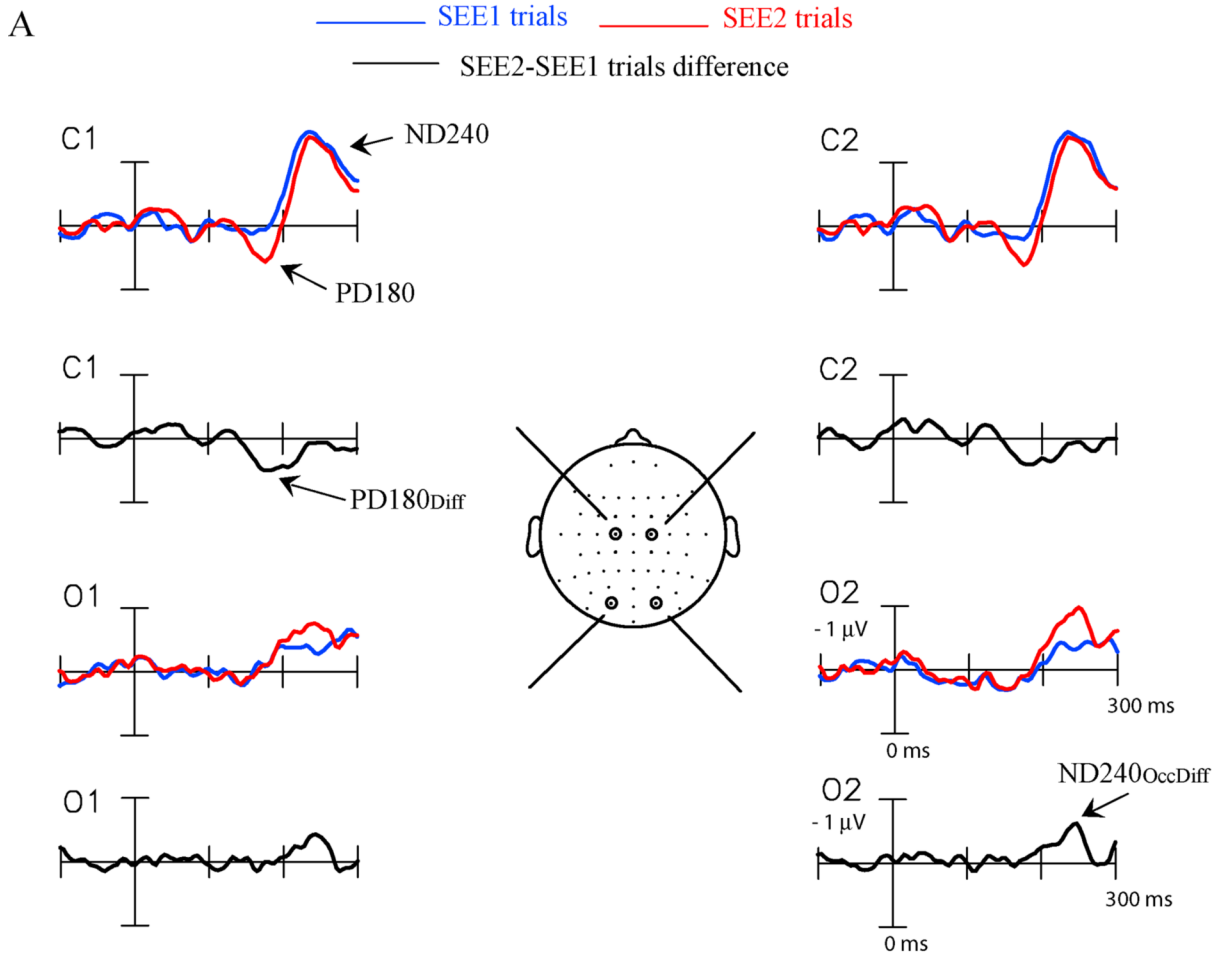 A
SEE1 trials
SEE2 trials
SEE2-SEE1 trials difference
C1
ND240
PD180
C2
C1
PD180Diff
C2
O1
O2
- 1 µV
300 ms
0 ms
O1
O2
- 1 µV
ND240OccDiff
300 ms
0 ms